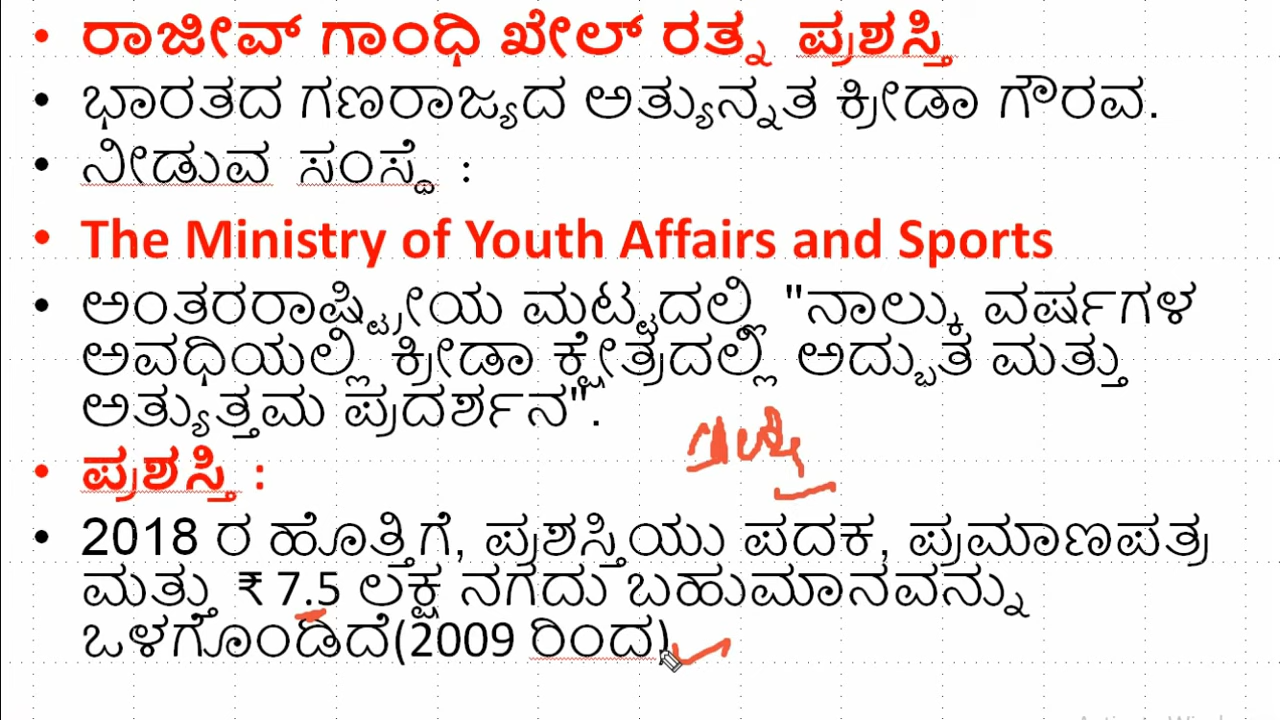 • ರಾಜೀವ್ ಗಾಂಧಿ ಖೇಲ್ ರತ್ನ ಪ್ರಶಸ್ತಿ
• ಭಾರತದ ಗಣರಾಜ್ಯದ ಅತ್ಯುನ್ನತ ಕ್ರೀಡಾ ಗೌರವ.
• ನೀಡುವ ಸಂಸ್ಥೆ :
• The Ministry of Youth Affairs and Sports
• ಅಂತರರಾಷ್ಟ್ರೀಯ ಮಟ್ಟದಲ್ಲಿ "ನಾಲ್ಕು ವರ್ಷಗಳ
ಅವಧಿಯಲ್ಲಿ ಕ್ರೀಡಾ ಕ್ಷೇತ್ರದಲ್ಲಿ ಅದ್ಭುತ ಮತ್ತು
ಅತ್ಯುತ್ತಮ ಪ್ರದರ್ಶನ".
• ಪ್ರಶಸ್ತಿ :
• 2018 ರ ಹೊತ್ತಿಗೆ, ಪ್ರಶಸ್ತಿಯು ಪದಕ, ಪ್ರಮಾಣಪತ್ರ
ಮತ್ತು ₹ 7.5 ಲಕ್ಷ ನಗದು ಬಹುಮಾನವನ್ನು
ಒಳಗೊಂಡಿದೆ(2009 ರಿಂದ)